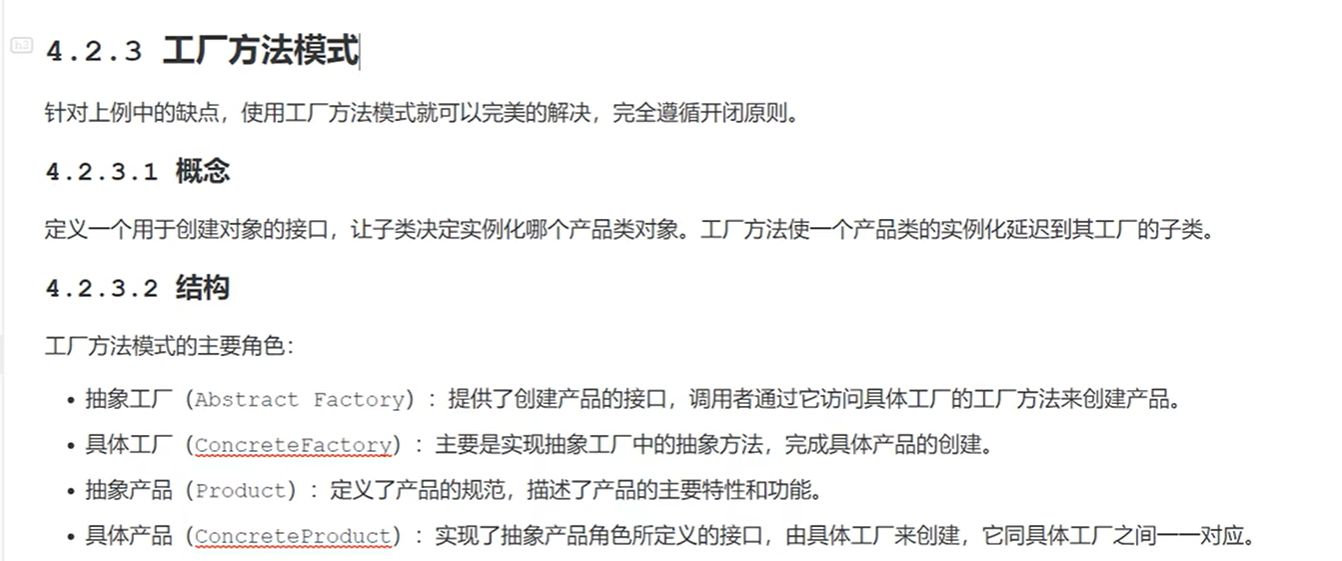 h3
4.2.3 工厂方法模式
针对上例中的缺点，使用工厂方法模式就可以完美的解决，完全遵循开闭原则。
4.2.3.1 概念
定义一个用于创建对象的接口，让子类决定实例化哪个产品类对象。工厂方法使一个产品类的实例化延迟到其工厂的子类。
4.2.3.2 结构
工厂方法模式的主要角色：
• 抽象工厂（Abstract Factory）：提供了创建产品的接口，调用者通过它访问具体工厂的工厂方法来创建产品。
• 具体工厂（ConcreteFactory）：主要是实现抽象工厂中的抽象方法，完成具体产品的创建。
• 抽象产品（Product）：定义了产品的规范，描述了产品的主要特性和功能。
• 具体产品（ConcreteProduct）：实现了抽象产品角色所定义的接口，由具体工厂来创建，它同具体工厂之间一一对应。